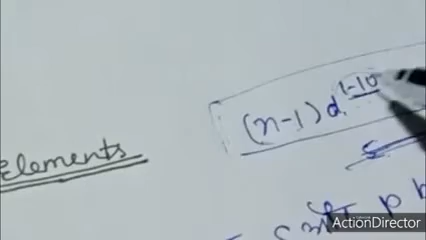 (n-1)d¹⁻¹⁰
Elements
ActionDirector